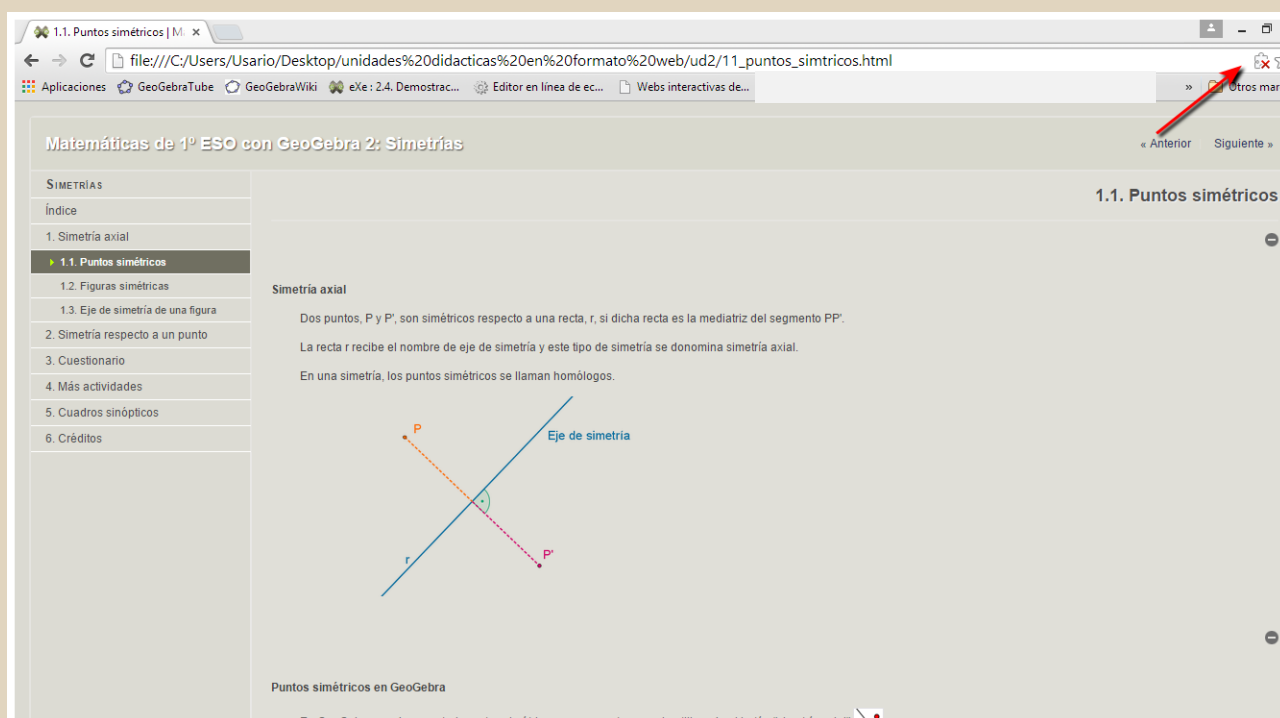 1.1. Puntos simétricos | M
file:///C:/Users/Usario/Desktop/unidades%20didacticas%20en%20formato%20web/ud2/11_puntos_simtricos.html
Aplicaciones GeoGebraTube GeoGebraWiki eXe : 2.4. Demostrac... Editor en línea de ec... Webs interactivas de... » Otros mar
Matemáticas de 1º ESO con GeoGebra 2: Simetrías
« Anterior Siguiente »
Simetrías
Índice
1. Simetría axial
1.1. Puntos simétricos
1.2. Figuras simétricas
1.3. Eje de simetría de una figura
2. Simetría respecto a un punto
3. Cuestionario
4. Más actividades
5. Cuadros sinópticos
6. Créditos
1.1. Puntos simétricos
Simetría axial
Dos puntos, P y P', son simétricos respecto a una recta, r, si dicha recta es la mediatriz del segmento PP'.
La recta r recibe el nombre de eje de simetría y este tipo de simetría se donomina simetría axial.
En una simetría, los puntos simétricos se llaman homólogos.
P
Eje de simetría
r
P'
Puntos simétricos en GeoGebra